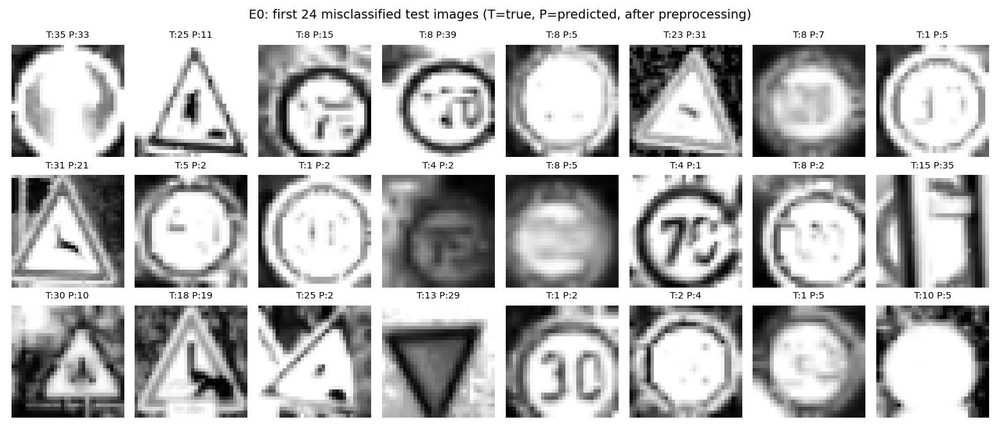 E0: first 24 misclassified test images (T=true, P=predicted, after preprocessing)
T:35 P:33 T:25 P:11 T:8 P:15 T:8 P:39 T:8 P:5 T:23 P:31 T:8 P:7 T:1 P:5
70
T:31 P:21 T:5 P:2 T:1 P:2 T:4 P:2 T:8 P:5 T:4 P:1 T:8 P:2 T:15 P:35
70
T:30 P:10 T:18 P:19 T:25 P:2 T:13 P:29 T:1 P:2 T:2 P:4 T:1 P:5 T:10 P:5
30